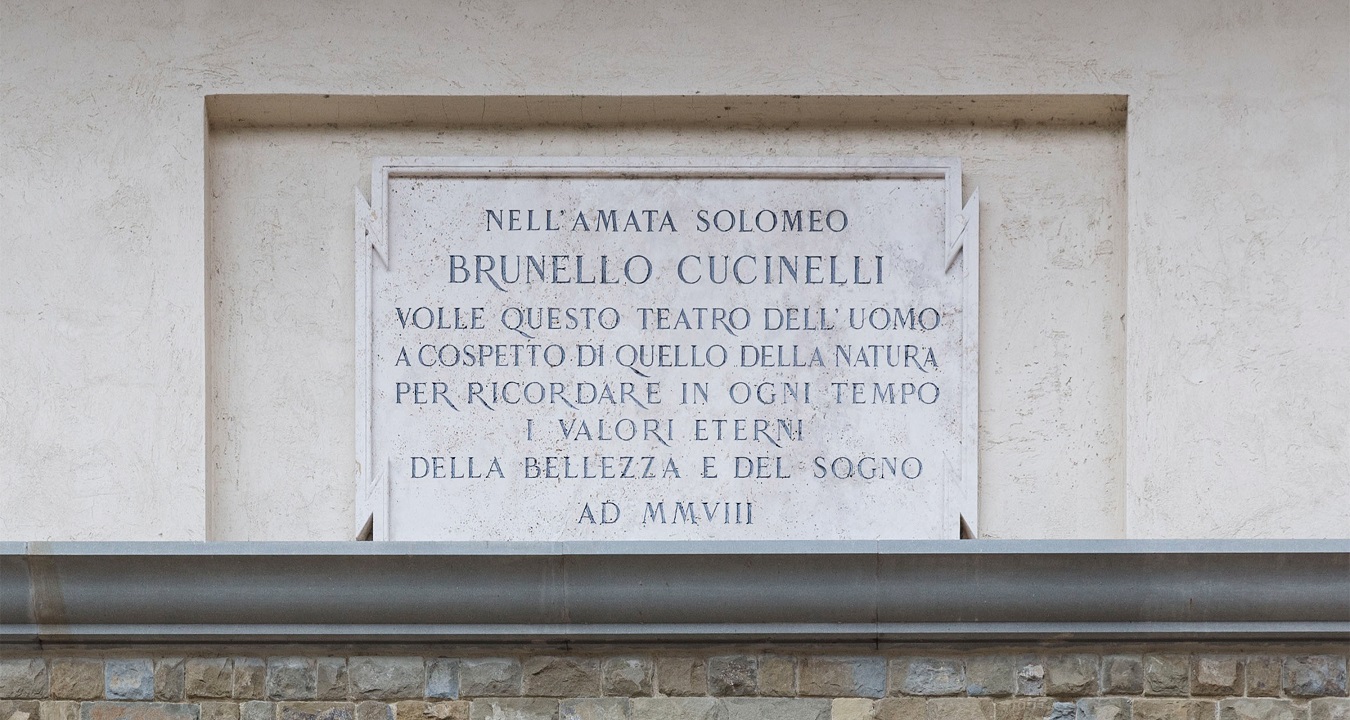 NELL'AMATA SOLOMEO
BRUNELLO CUCINELLI
VOLLE QUESTO TEATRO DELL'UOMO
A COSPETTO DI QUELLO DELLA NATURA
PER RICORDARE IN OGNI TEMPO
I VALORI ETERNI
DELLA BELLEZZA E DEL SOGNO
AD MMVIII